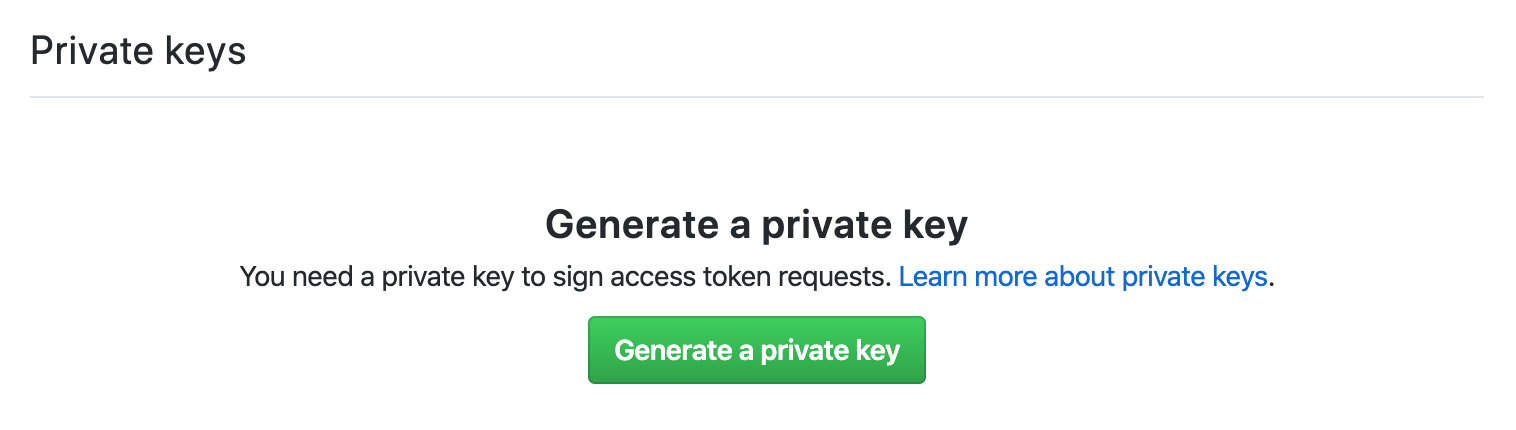 Private keys
Generate a private key
You need a private key to sign access token requests. Learn more about private keys.
Generate a private key